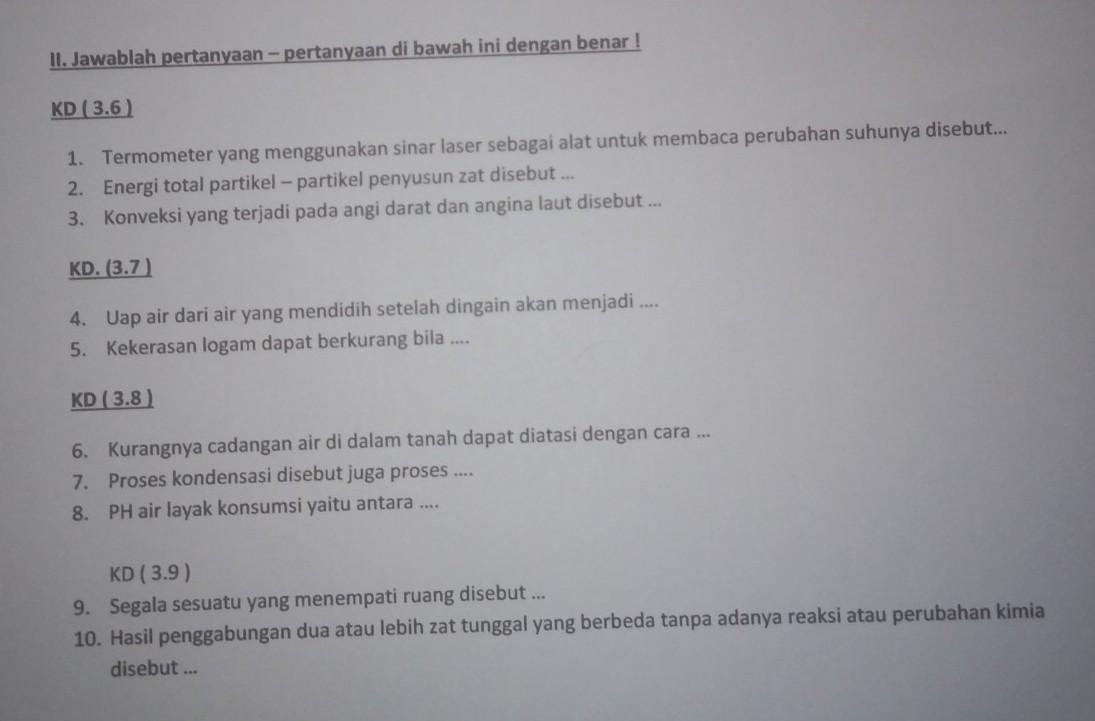 II. Jawablah pertanyaan – pertanyaan di bawah ini dengan benar !
KD ( 3.6 )
1. Termometer yang menggunakan sinar laser sebagai alat untuk membaca perubahan suhunya disebut...
2. Energi total partikel – partikel penyusun zat disebut ...
3. Konveksi yang terjadi pada angi darat dan angina laut disebut ...
KD. (3.7 )
4. Uap air dari air yang mendidih setelah dingain akan menjadi ....
5. Kekerasan logam dapat berkurang bila ....
KD ( 3.8 )
6. Kurangnya cadangan air di dalam tanah dapat diatasi dengan cara ...
7. Proses kondensasi disebut juga proses ....
8. PH air layak konsumsi yaitu antara ....
KD ( 3.9 )
9. Segala sesuatu yang menempati ruang disebut ...
10. Hasil penggabungan dua atau lebih zat tunggal yang berbeda tanpa adanya reaksi atau perubahan kimia
disebut ...